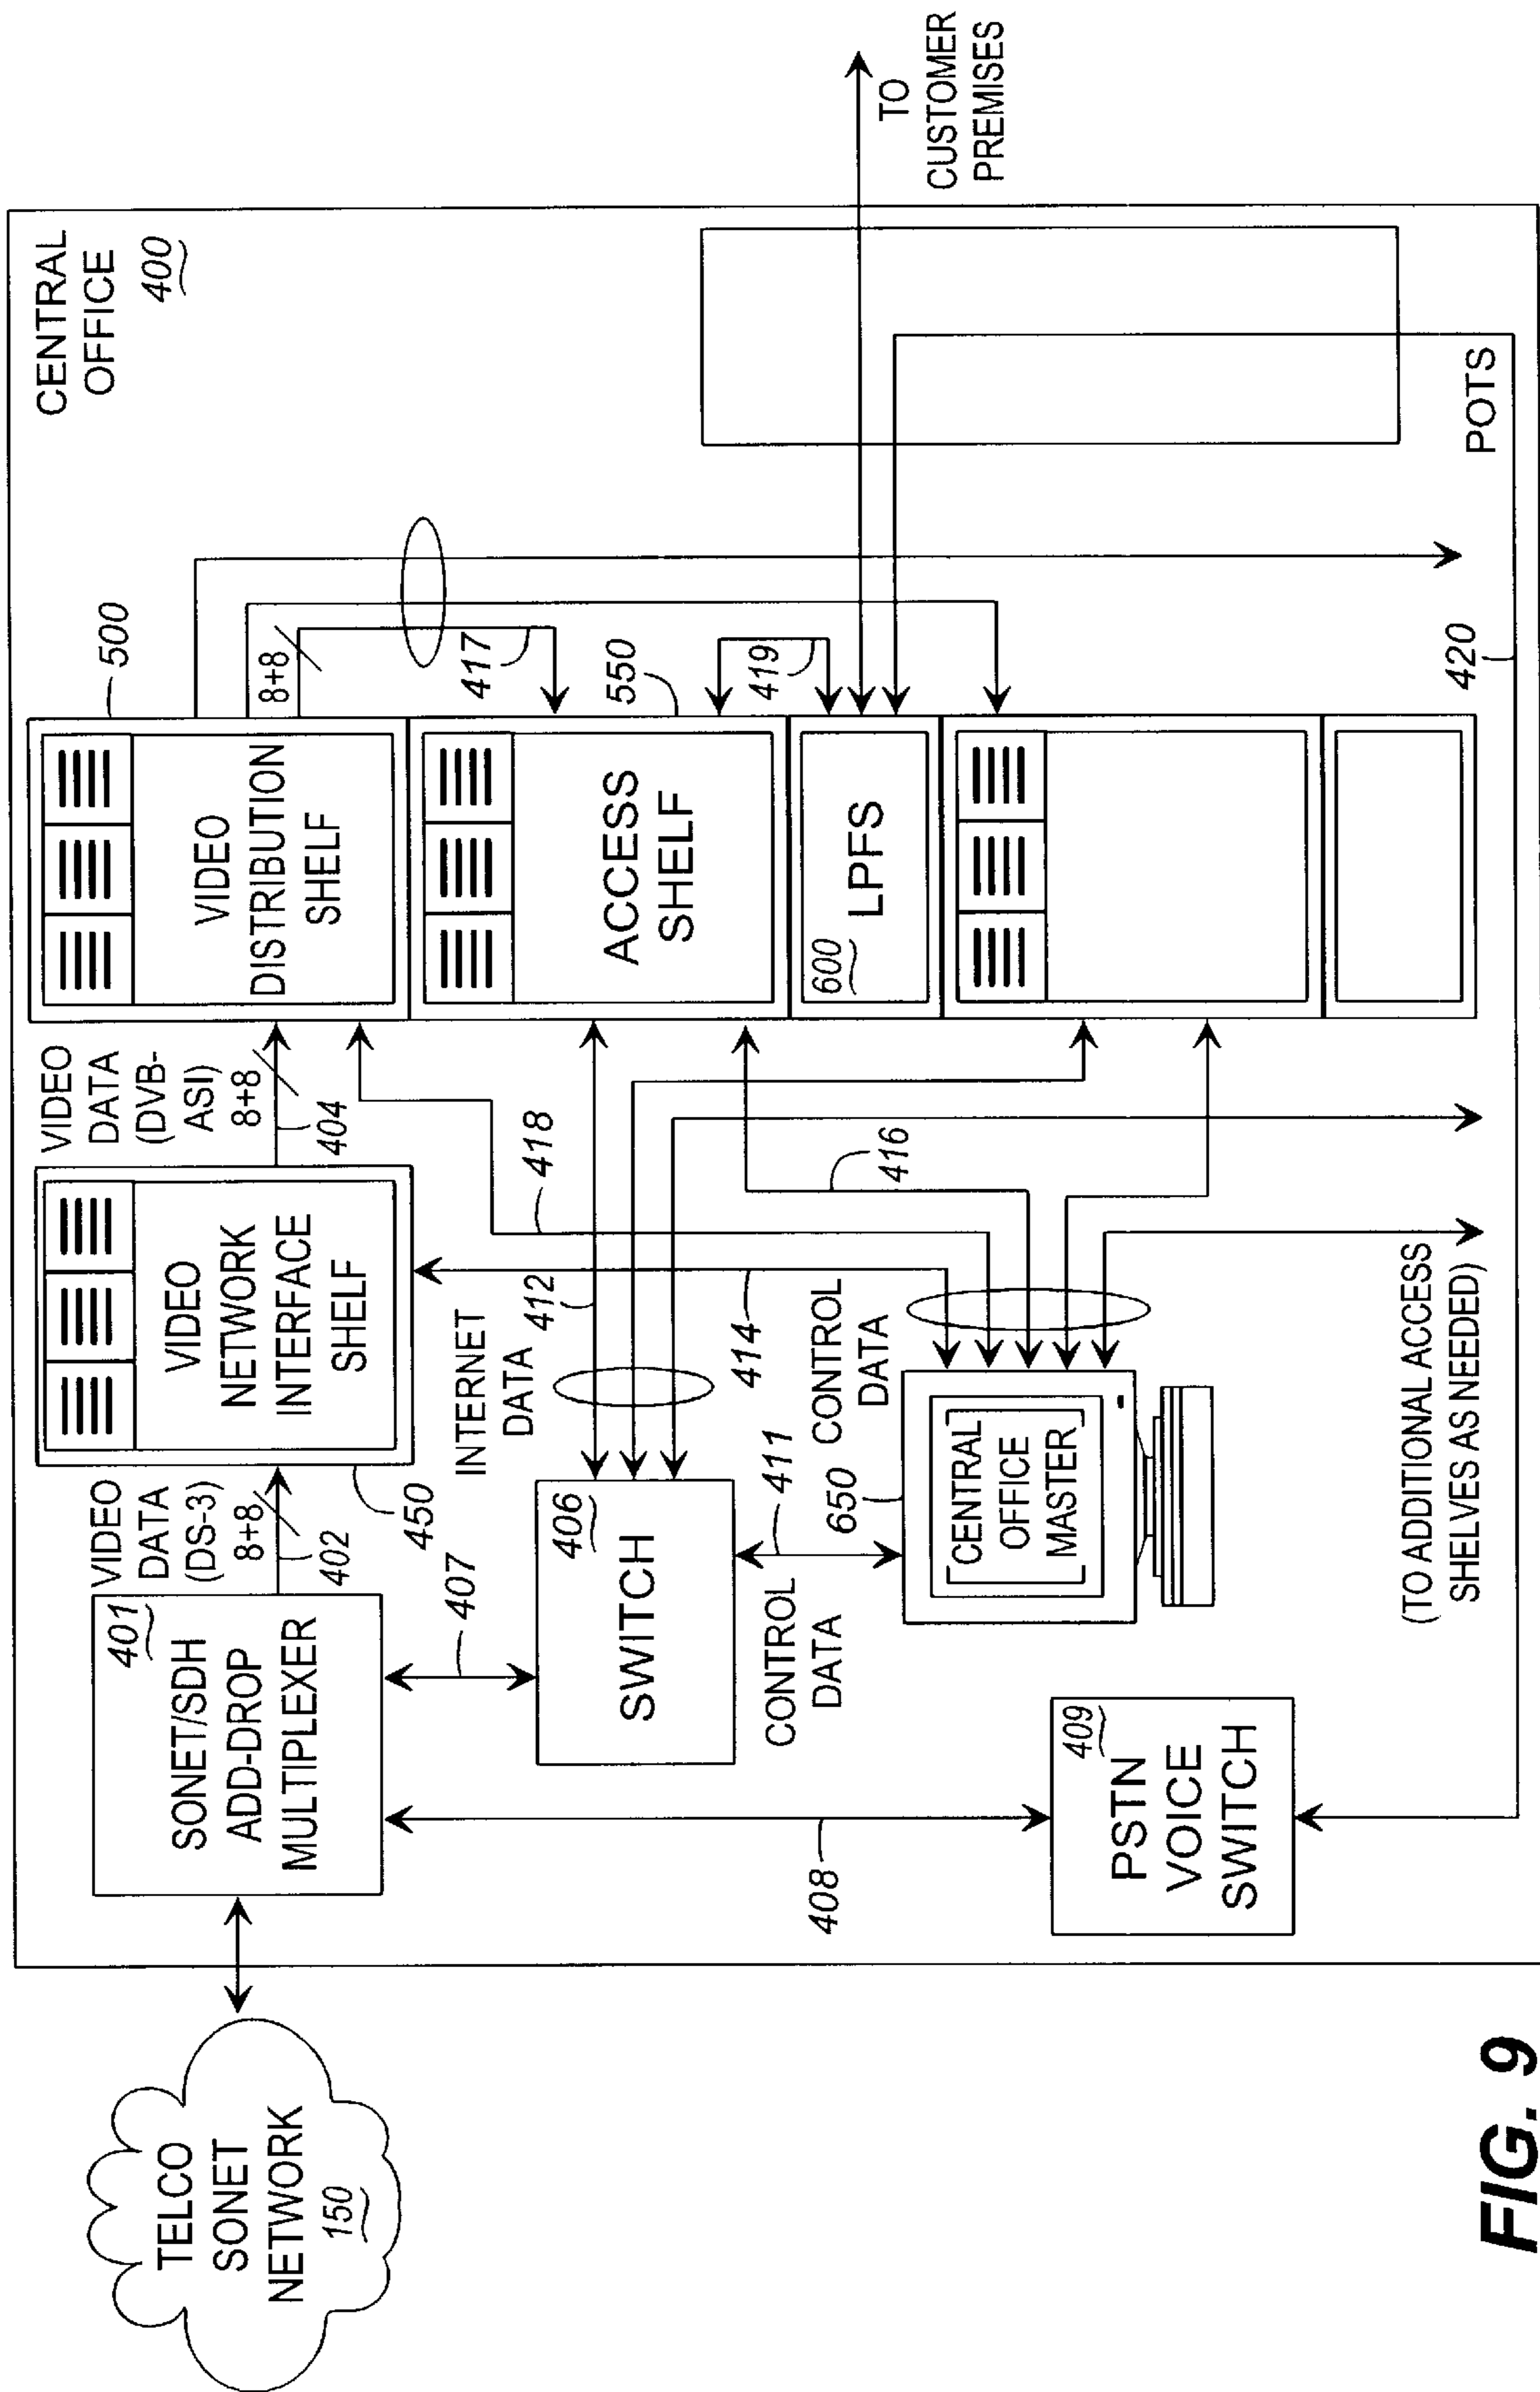 CENTRAL
OFFICE
400
TELCO
SONET
NETWORK
150
401
SONET/SDH
ADD-DROP
MULTIPLEXER
VIDEO
DATA
(DS-3)
8+8
402
450
VIDEO
NETWORK
INTERFACE
SHELF
VIDEO
DATA
(DVB-
ASI)
8+8
404
500
VIDEO
DISTRIBUTION
SHELF
8+8
417
550
ACCESS
SHELF
419
600
LPFS
TO
CUSTOMER
PREMISES
407
406
SWITCH
INTERNET
DATA
412
418
414
416
CONTROL
DATA
411
650
CONTROL
DATA
CENTRAL
OFFICE
MASTER
408
409
PSTN
VOICE
SWITCH
(TO ADDITIONAL ACCESS
SHELVES AS NEEDED)
420
POTS
FIG. 9